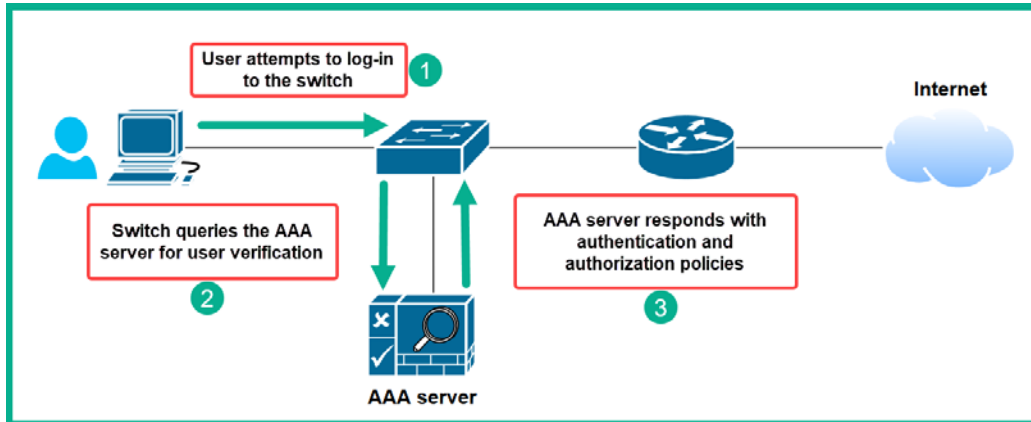 User attempts to log-in
to the switch
1
Internet
Switch queries the AAA
server for user verification
2
AAA server responds with
authentication and
authorization policies
3
AAA server